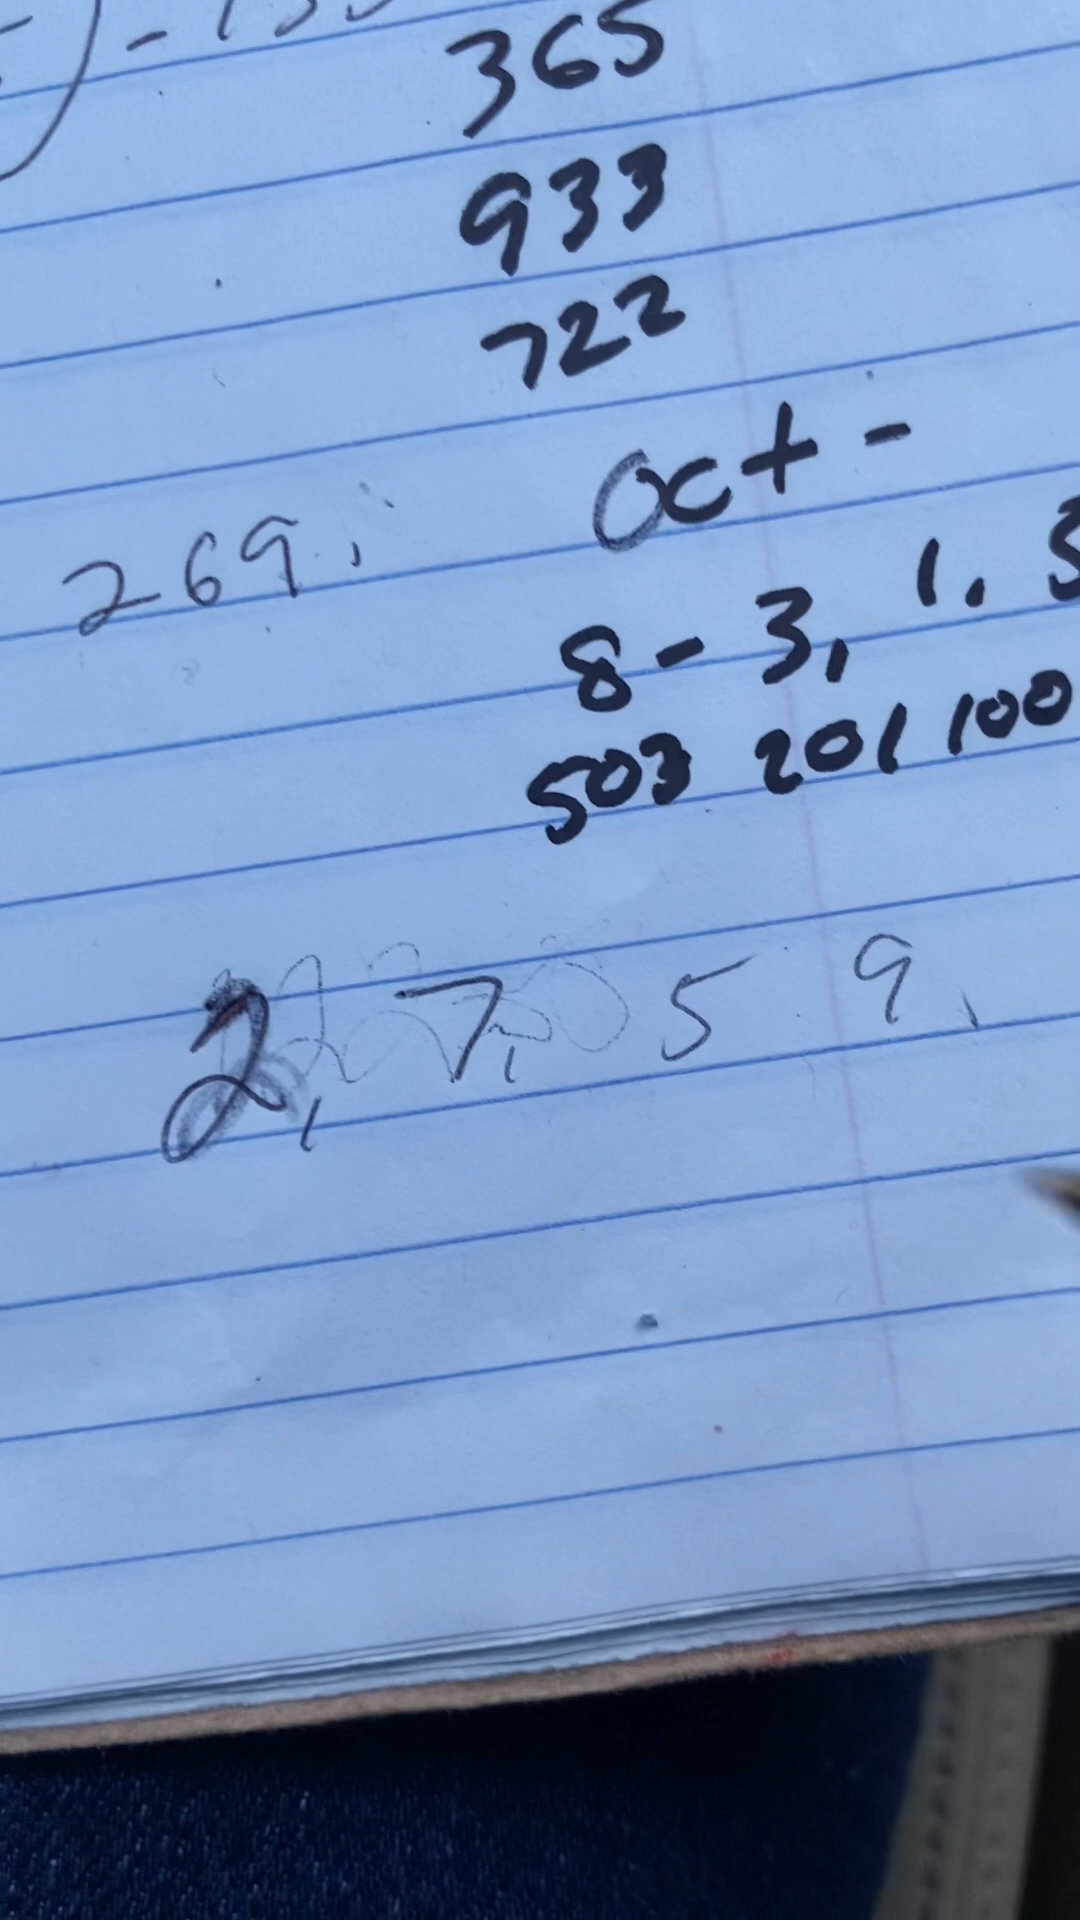 365
933
722
Oct -
269.
8 - 3, 1.
503 201 100
2, 7, 5 9,